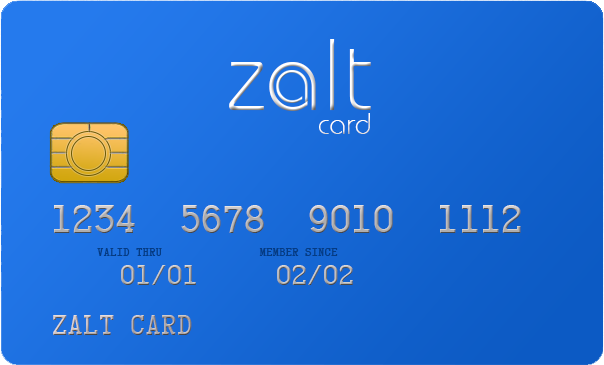 zalt
card
1234 5678 9010 1112
VALID THRU MEMBER SINCE
01/01 02/02
ZALT CARD